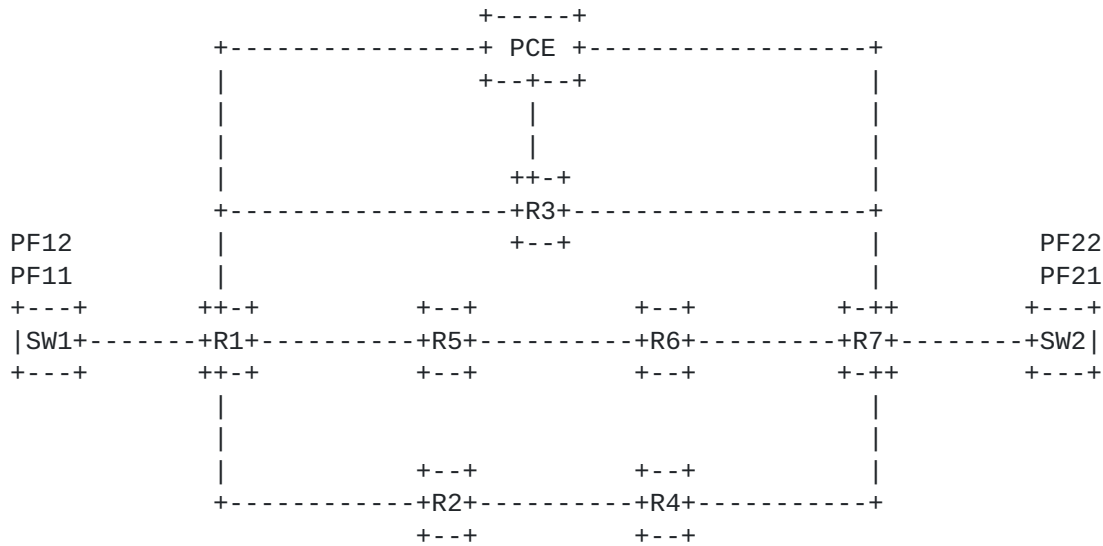 +-----+
             +----------------+ PCE +-----------------+
             |                +--+--+                 |
             |                   |                    |
             |                   |                    |
             |                  ++-+                  |
             +------------------+R3+------------------+
PF12         |                  +--+                  |          PF22
PF11         |                                        |          PF21
+---+       ++-+          +--+          +--+        +-++        +---+
|SW1+-------+R1+----------+R5+----------+R6+--------+R7+--------+SW2|
+---+       ++-+          +--+          +--+        +-++        +---+
             |                                        |
             |                                        |
             |            +--+          +--+          |
             +------------+R2+----------+R4+----------+
                          +--+          +--+